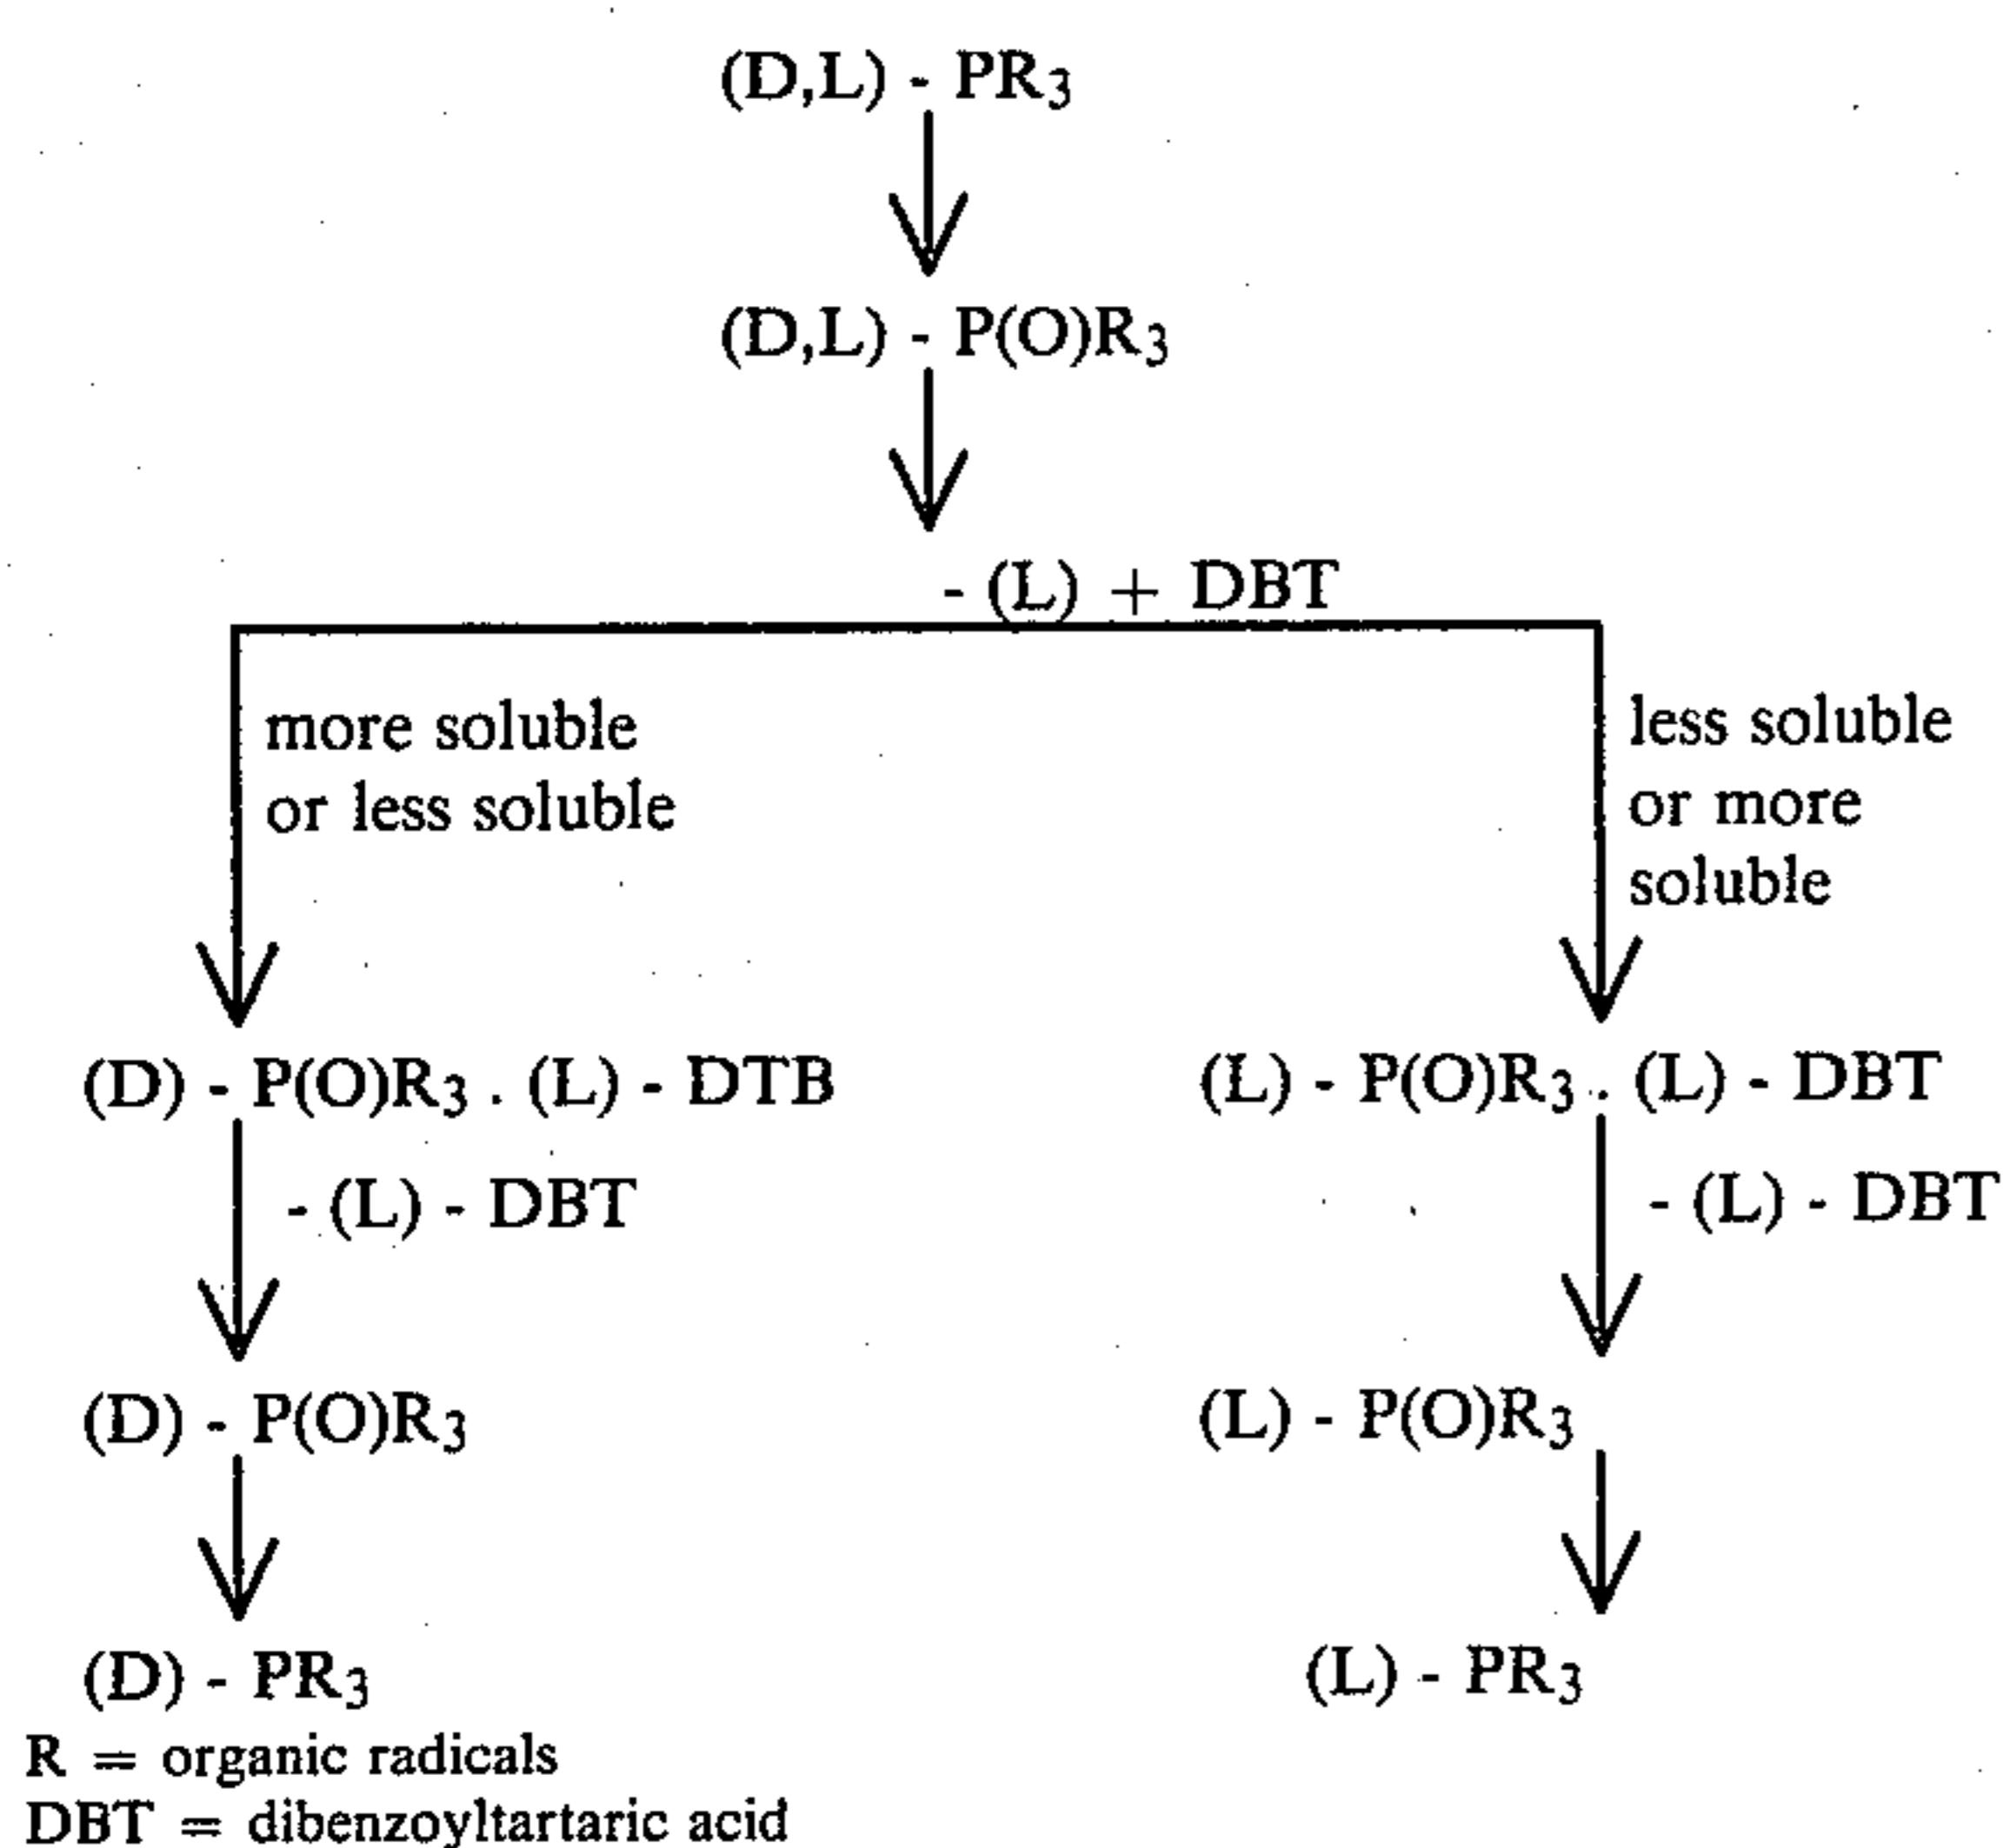 (D,L) - PR3
(D,L) - P(O)R3
- (L) + DBT
more soluble
or less soluble
less soluble
or more
soluble
(D) - P(O)R3 . (L) - DTB
(L) - P(O)R3 . (L) - DBT
- (L) - DBT
- (L) - DBT
(D) - P(O)R3
(L) - P(O)R3
(D) - PR3
(L) - PR3
R = organic radicals
DBT = dibenzoyltartaric acid